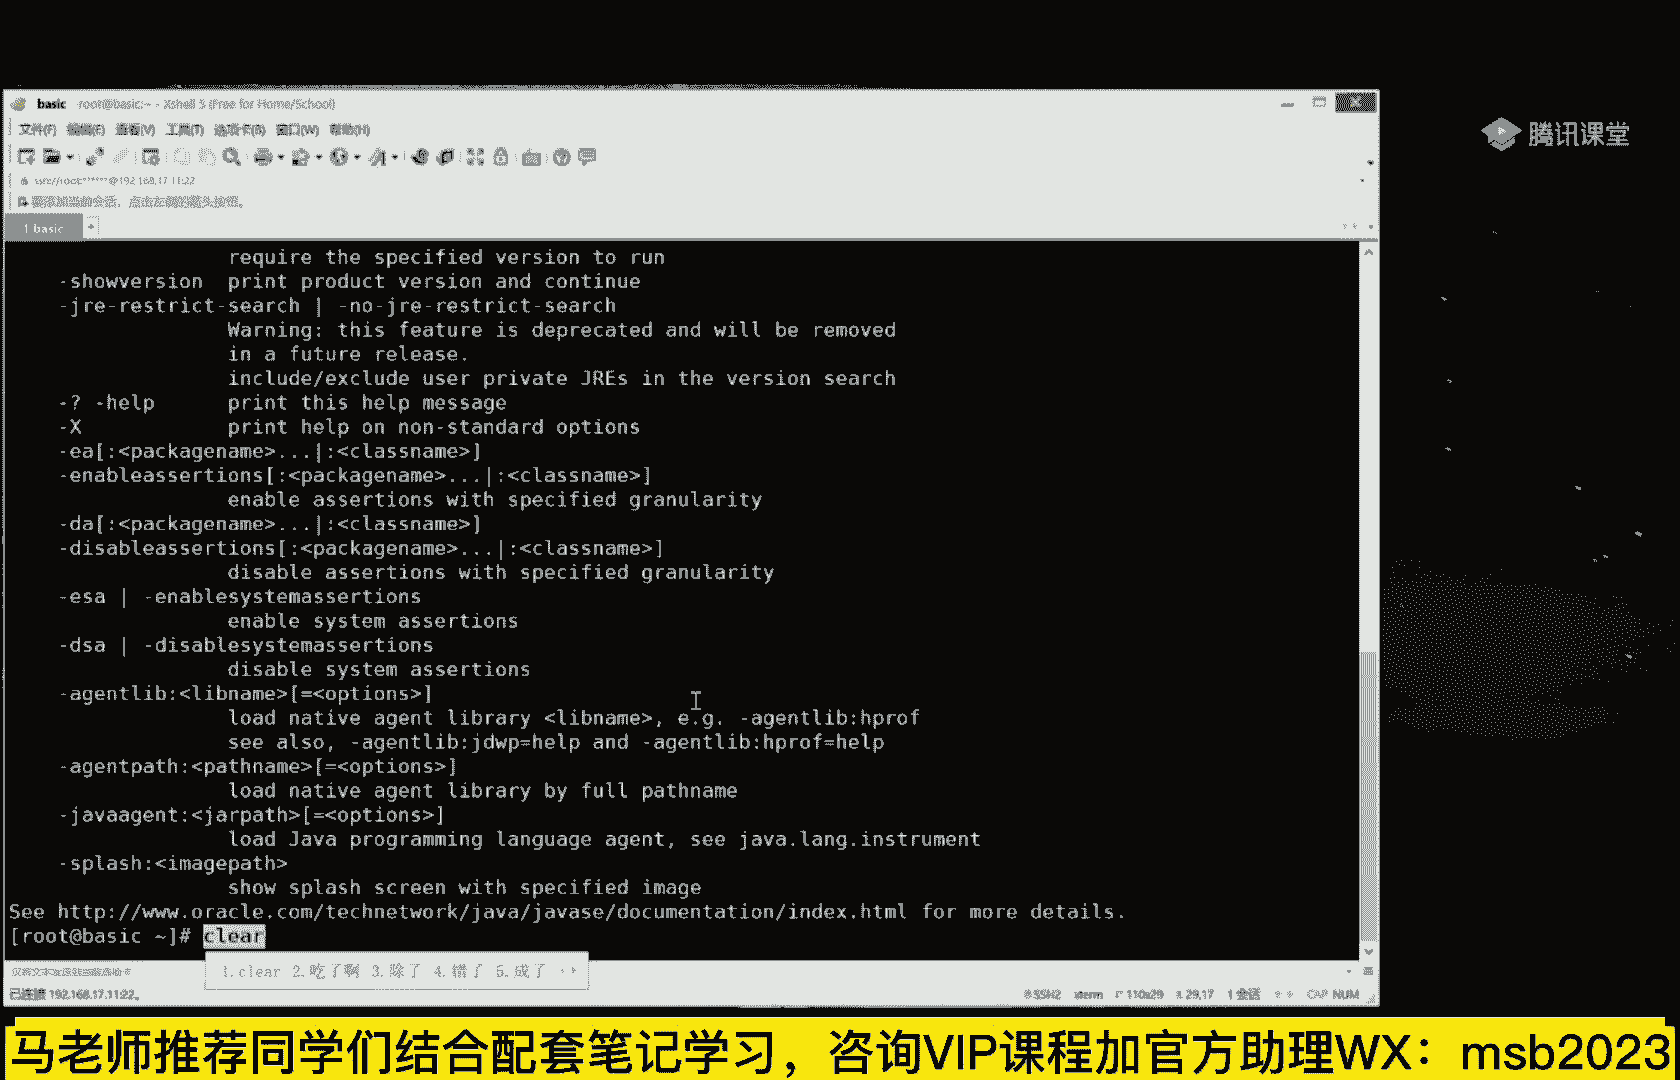 basic root@basic:~ - Xshell 5 (Free for Home/School)
文件(F) 编辑(E) 查看(V) 工具(T) 选项卡(B) 窗口(W) 帮助(H)
腾讯课堂
ssh://root:******@192.168.17.11:22
要添加当前会话，点击左侧的箭头按钮。
1 basic
require the specified version to run
-showversion print product version and continue
-jre-restrict-search | -no-jre-restrict-search
Warning: this feature is deprecated and will be removed
in a future release.
include/exclude user private JREs in the version search
-? -help print this help message
-X print help on non-standard options
-ea[:<packagename>...|:<classname>]
-enableassertions[:<packagename>...|:<classname>]
enable assertions with specified granularity
-da[:<packagename>...|:<classname>]
-disableassertions[:<packagename>...|:<classname>]
disable assertions with specified granularity
-esa | -enablesystemassertions
enable system assertions
-dsa | -disablesystemassertions
disable system assertions
-agentlib:<libname>[=<options>]
load native agent library <libname>, e.g. -agentlib:hprof
see also, -agentlib:jdwp=help and -agentlib:hprof=help
-agentpath:<pathname>[=<options>]
load native agent library by full pathname
-javaagent:<jarpath>[=<options>]
load Java programming language agent, see java.lang.instrument
-splash:<imagepath>
show splash screen with specified image
See http://www.oracle.com/technetwork/java/javase/documentation/index.html for more details.
[root@basic ~]# clear
1.clear 2.吃了啊 3.除了 4.错了 5.成了
已连接 192.168.17.11:22。
SSH2 xterm 110x29 29,17 1 会话 CAP NUM
马老师推荐同学们结合配套笔记学习，咨询VIP课程加官方助理WX：msb2023